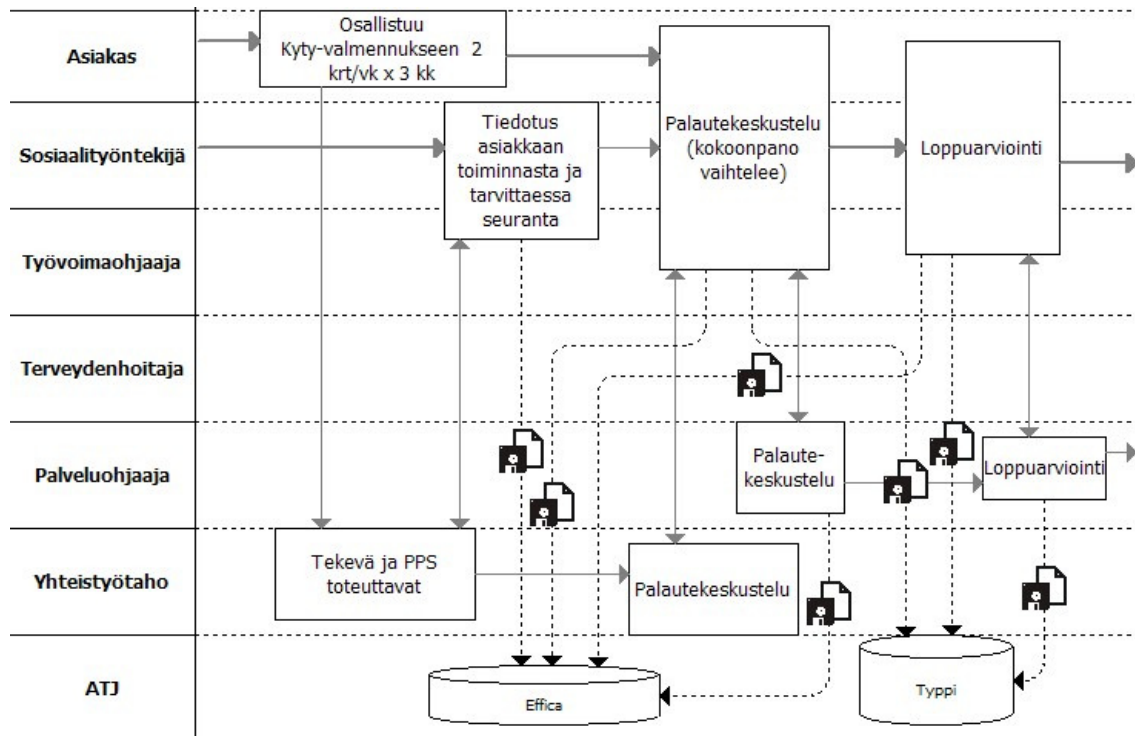 Asiakas
Osallistuu
Kyty-valmennukseen 2
krt/vk x 3 kk
Sosiaalityöntekijä
Tiedotus
asiakkaan
toiminnasta ja
tarvittaessa
seuranta
Palautekeskustelu
(kokoonpano
vaihtelee)
Loppuarviointi
Työvoimaohjaaja
Terveydenhoitaja
Palveluohjaaja
Palaute-
keskustelu
Loppuarviointi
Yhteistyötaho
Tekevä ja PPS
toteuttavat
Palautekeskustelu
ATJ
Effica
Typpi